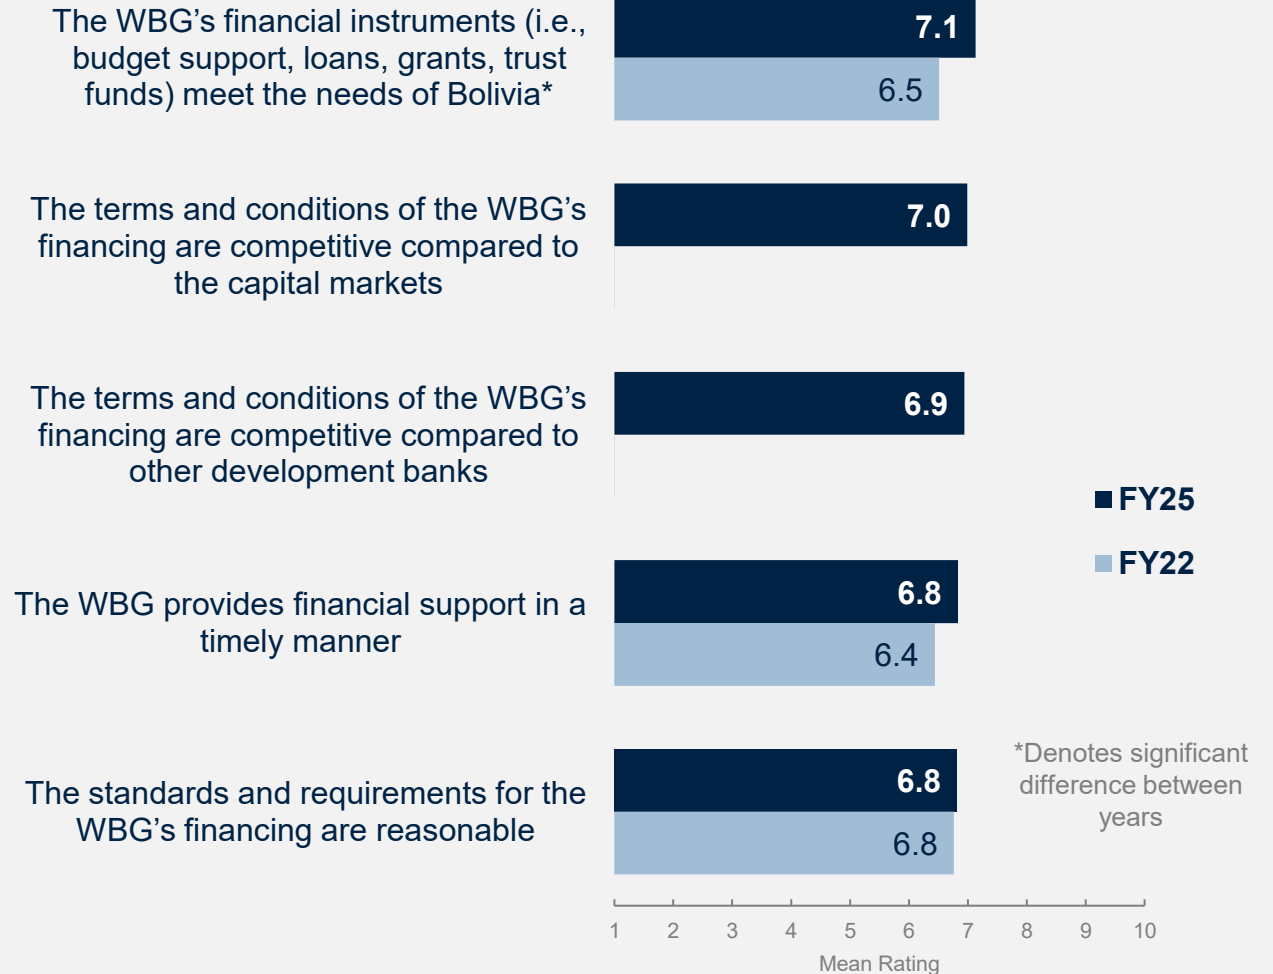 The WBG’s financial instruments (i.e.,
budget support, loans, grants, trust
funds) meet the needs of Bolivia*
7.1
6.5
The terms and conditions of the WBG’s
financing are competitive compared to
the capital markets
7.0
The terms and conditions of the WBG’s
financing are competitive compared to
other development banks
6.9
FY25
FY22
The WBG provides financial support in a
timely manner
6.8
6.4
The standards and requirements for the
WBG’s financing are reasonable
6.8
6.8
*Denotes significant
difference between
years
1 2 3 4 5 6 7 8 9 10
Mean Rating